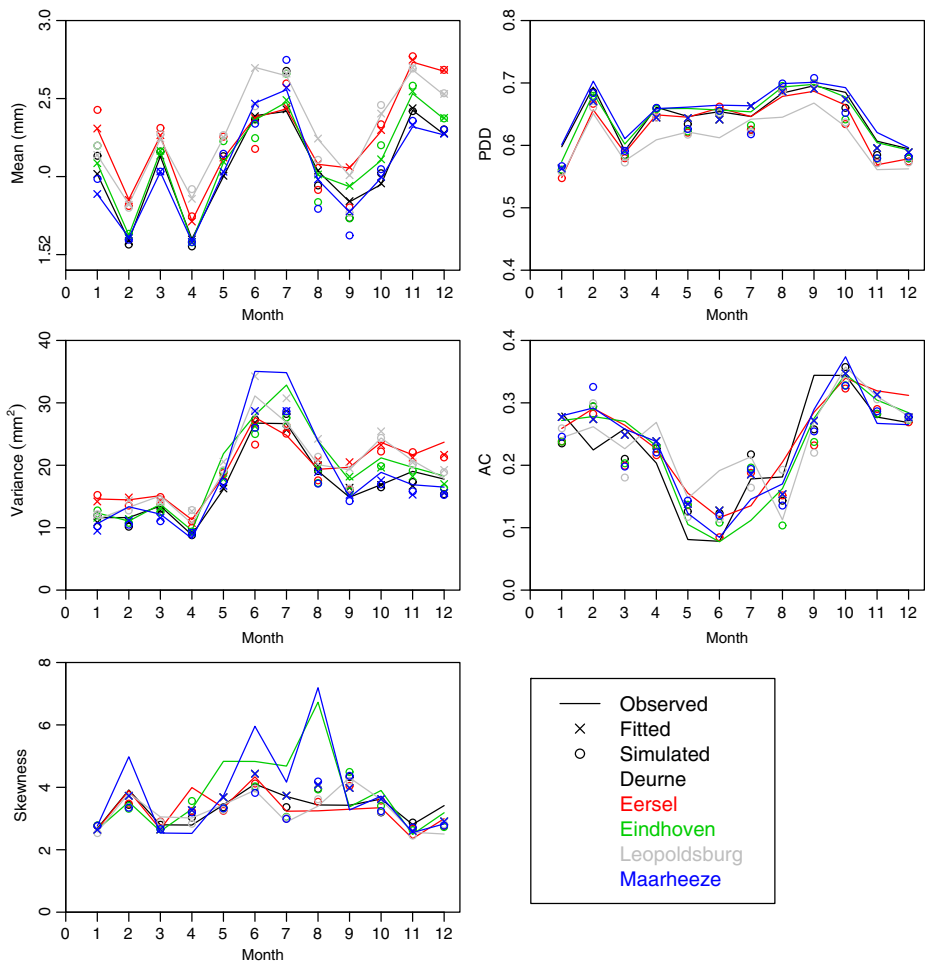 Mean (mm)
3.0
2.5
.0
1.52
0 1 2 3 4 5 6 7 8 9 10 11 12
Month
PDD
0.8
0.7
0.6
0.5
0.4
0 1 2 3 4 5 6 7 8 9 10 11 12
Month
Variance (mm²)
40
30
20
10
0
0 1 2 3 4 5 6 7 8 9 10 11 12
Month
AC
0.4
0.3
0.2
0.1
0.0
0 1 2 3 4 5 6 7 8 9 10 11 12
Month
Skewness
8
6
4
2
0
0 1 2 3 4 5 6 7 8 9 10 11 12
Month
Observed
Fitted
Simulated
Deurne
Eersel
Eindhoven
Leopoldsburg
Maarheeze